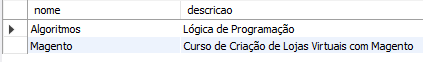 nome descricao
Algoritmos Lógica de Programação
Magento Curso de Criação de Lojas Virtuais com Magento